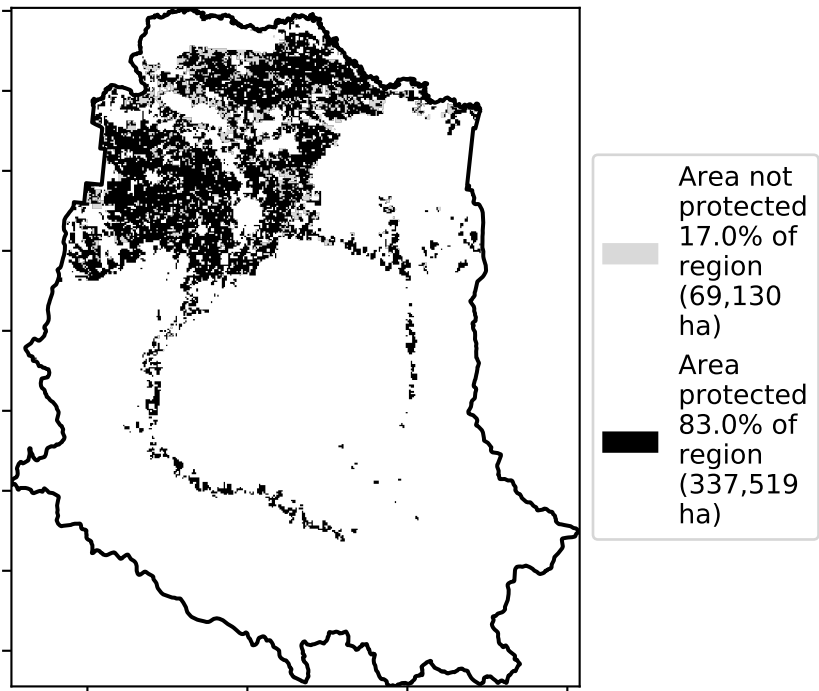 Area not
protected
17.0% of
region
(69,130
ha)
Area
protected
83.0% of
region
(337,519
ha)